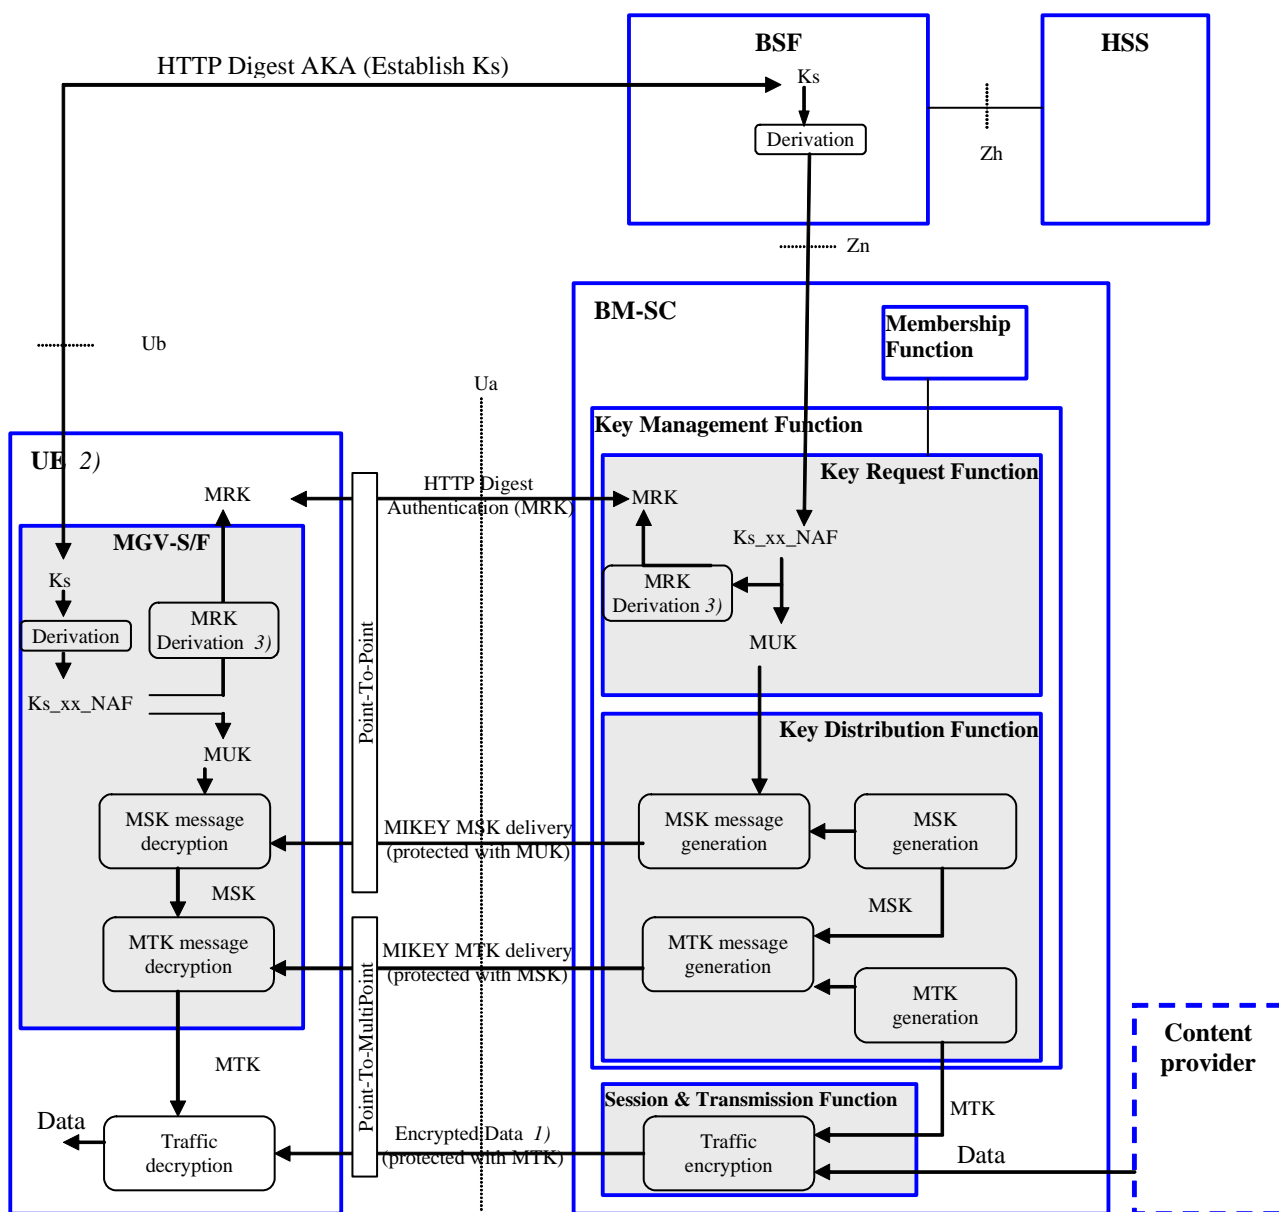 BSF
HSS
HTTP Digest AKA (Establish Ks)
Ks
Derivation
Zh
Zn
Ub
BM-SC
Membership
Function
Ua
Key Management Function
UE 2)
Key Request Function
MRK
HTTP Digest
Authentication (MRK)
MRK
MGV-S/F
Ks_xx_NAF
Ks
MRK
Derivation 3)
Derivation
MRK
Derivation 3)
MUK
Ks_xx_NAF
Point-To-Point
Key Distribution Function
MUK
MSK message
decryption
MIKEY MSK delivery
(protected with MUK)
MSK message
generation
MSK
generation
MSK
MSK
MTK message
decryption
MIKEY MTK delivery
(protected with MSK)
MTK message
generation
MTK
generation
Point-To-MultiPoint
Content
provider
MTK
Session & Transmission Function
MTK
Data
Traffic
decryption
Encrypted Data 1)
(protected with MTK)
Traffic
encryption
Data